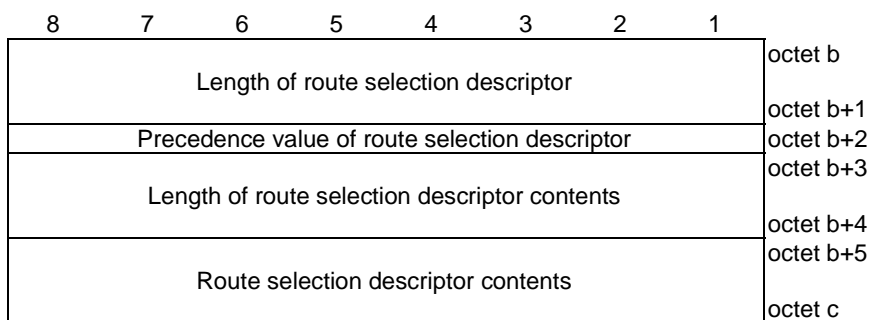 8 7 6 5 4 3 2 1
octet b
Length of route selection descriptor
octet b+1
Precedence value of route selection descriptor octet b+2
octet b+3
Length of route selection descriptor contents
octet b+4
octet b+5
Route selection descriptor contents
octet c